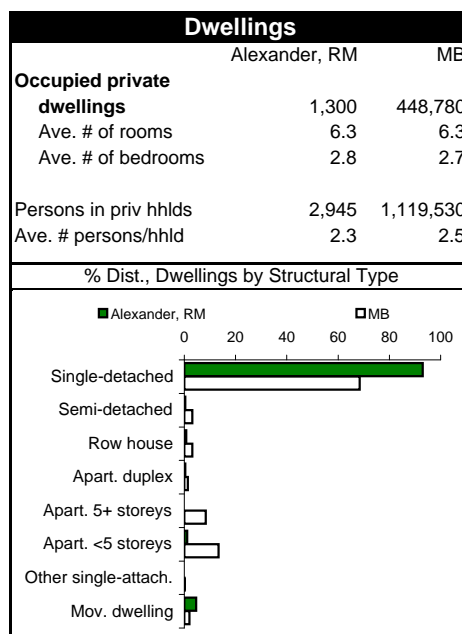 Dwellings
Alexander, RM MB
Occupied private
dwellings 1,300 448,780
Ave. # of rooms 6.3 6.3
Ave. # of bedrooms 2.8 2.7
Persons in priv hhlds 2,945 1,119,530
Ave. # persons/hhld 2.3 2.5
% Dist., Dwellings by Structural Type
Alexander, RM MB
0 20 40 60 80 100
Single-detached
Semi-detached
Row house
Apart. duplex
Apart. 5+ storeys
Apart. <5 storeys
Other single-attach.
Mov. dwelling